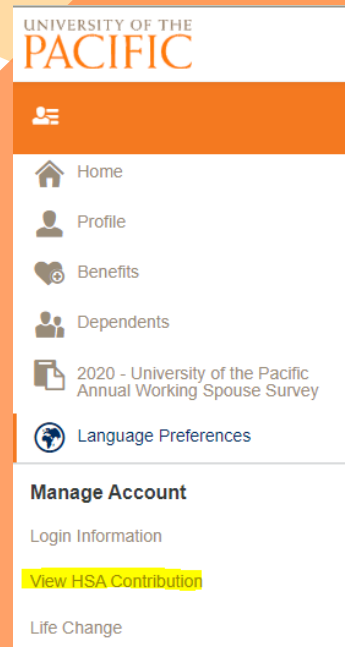 UNIVERSITY OF THE
PACIFIC
Home
Profile
Benefits
Dependents
2020 - University of the Pacific
Annual Working Spouse Survey
Language Preferences
Manage Account
Login Information
View HSA Contribution
Life Change